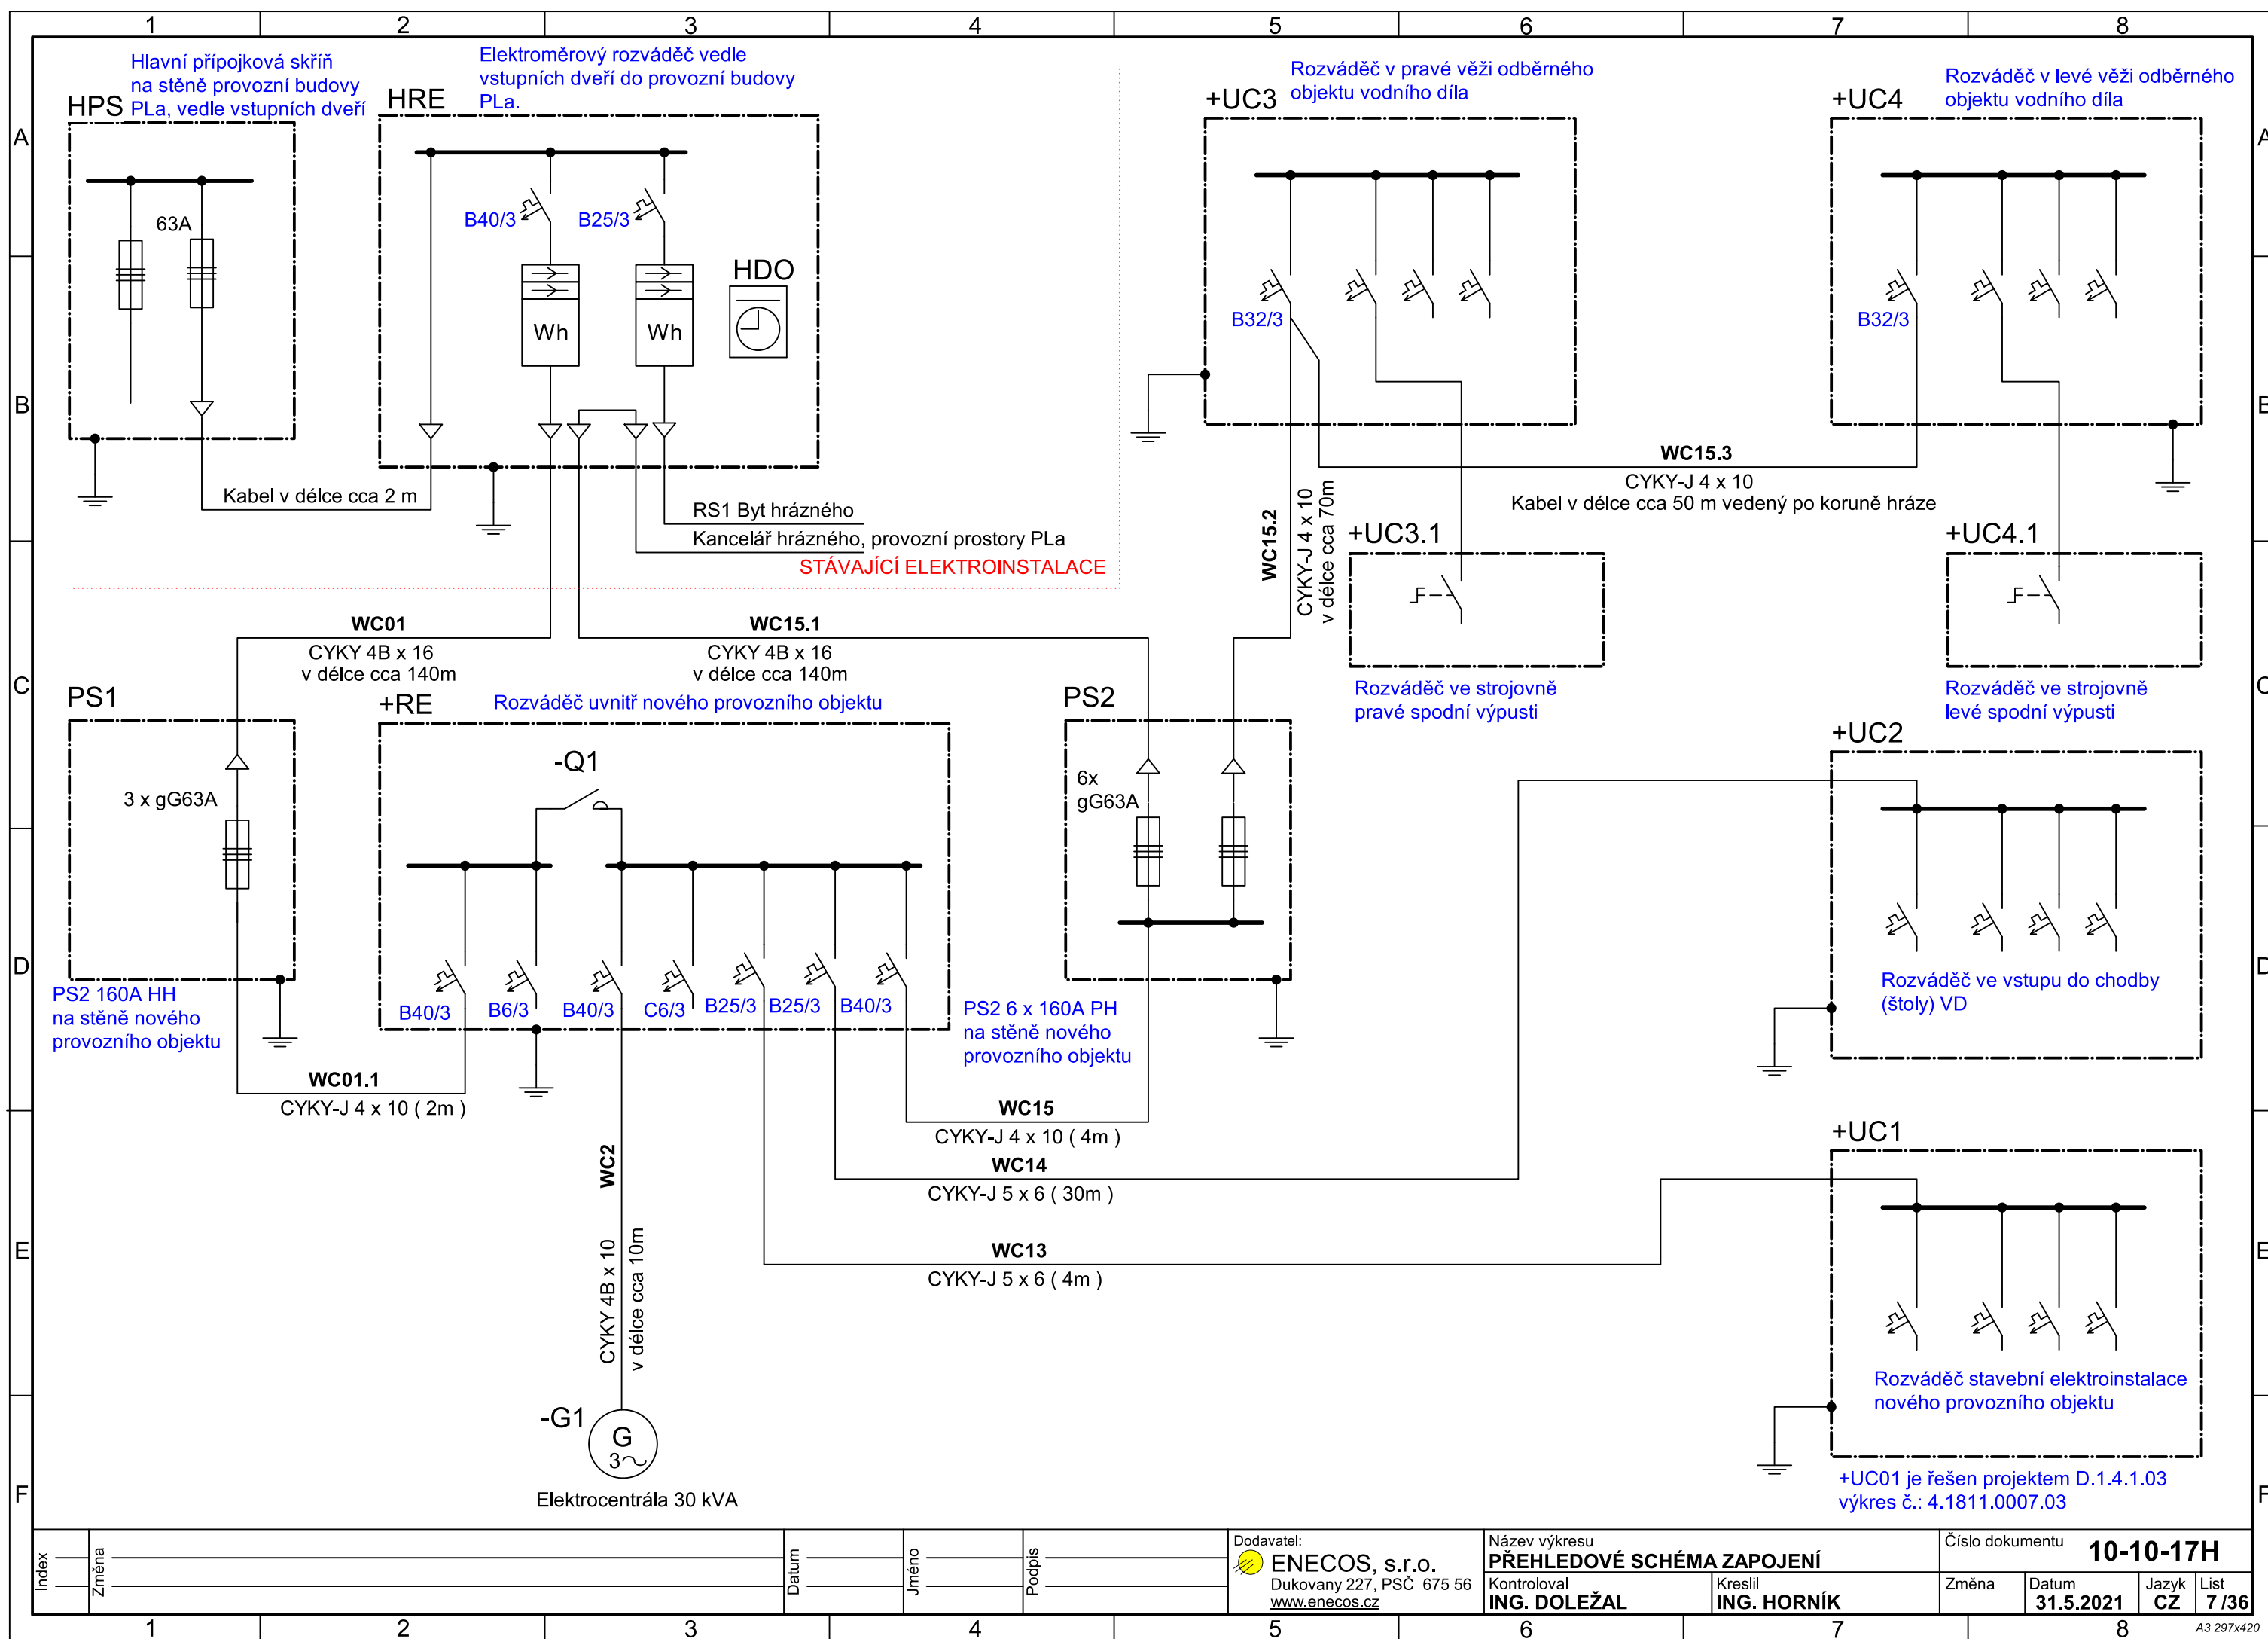 1 2 3 4 5 6 7 8
A
A
B
B
C
C
D
D
E
E
F
F
Hlavní přípojková skříň
na stěně provozní budovy
PLa, vedle vstupních dveří
HPS
63A
Elektroměrový rozváděč vedle
vstupních dveří do provozní budovy
PLa.
HRE
B40/3
B25/3
HDO
Wh
Wh
Kabel v délce cca 2 m
RS1 Byt hrázného
Kancelář hrázného, provozní prostory PLa
STÁVAJÍCÍ ELEKTROINSTALACE
Rozváděč v pravé věži odběrného
objektu vodního díla
+UC3
B32/3
Rozváděč v levé věži odběrného
objektu vodního díla
+UC4
B32/3
WC15.3
CYKY-J 4 x 10
Kabel v délce cca 50 m vedený po koruně hráze
WC15.2
CYKY-J 4 x 10
v délce cca 70m
+UC3.1
Rozváděč ve strojovně
pravé spodní výpusti
+UC4.1
Rozváděč ve strojovně
levé spodní výpusti
WC01
CYKY 4B x 16
v délce cca 140m
WC15.1
CYKY 4B x 16
v délce cca 140m
PS1
3 x gG63A
PS2 160A HH
na stěně nového
provozního objektu
+RE
Rozváděč uvnitř nového provozního objektu
-Q1
B40/3
B6/3
B40/3
C6/3
B25/3
B25/3
B40/3
PS2
6x
gG63A
PS2 6 x 160A PH
na stěně nového
provozního objektu
+UC2
Rozváděč ve vstupu do chodby
(štoly) VD
WC01.1
CYKY-J 4 x 10 ( 2m )
WC15
CYKY-J 4 x 10 ( 4m )
WC14
CYKY-J 5 x 6 ( 30m )
WC13
CYKY-J 5 x 6 ( 4m )
WC2
CYKY 4B x 10
v délce cca 10m
-G1
G
3~
Elektrocentrála 30 kVA
+UC1
Rozváděč stavební elektroinstalace
nového provozního objektu
+UC01 je řešen projektem D.1.4.1.03
výkres č.: 4.1811.0007.03
Index
Změna
Datum
Jméno
Podpis
Dodavatel:
ENECOS, s.r.o.
Dukovany 227, PSČ 675 56
www.enecos.cz
Název výkresu
PŘEHLEDOVÉ SCHÉMA ZAPOJENÍ
Kontroloval
ING. DOLEŽAL
Kreslil
ING. HORNÍK
Číslo dokumentu
10-10-17H
Změna
Datum
31.5.2021
Jazyk
CZ
List
7 /36
1 2 3 4 5 6 7 8
A3 297x420